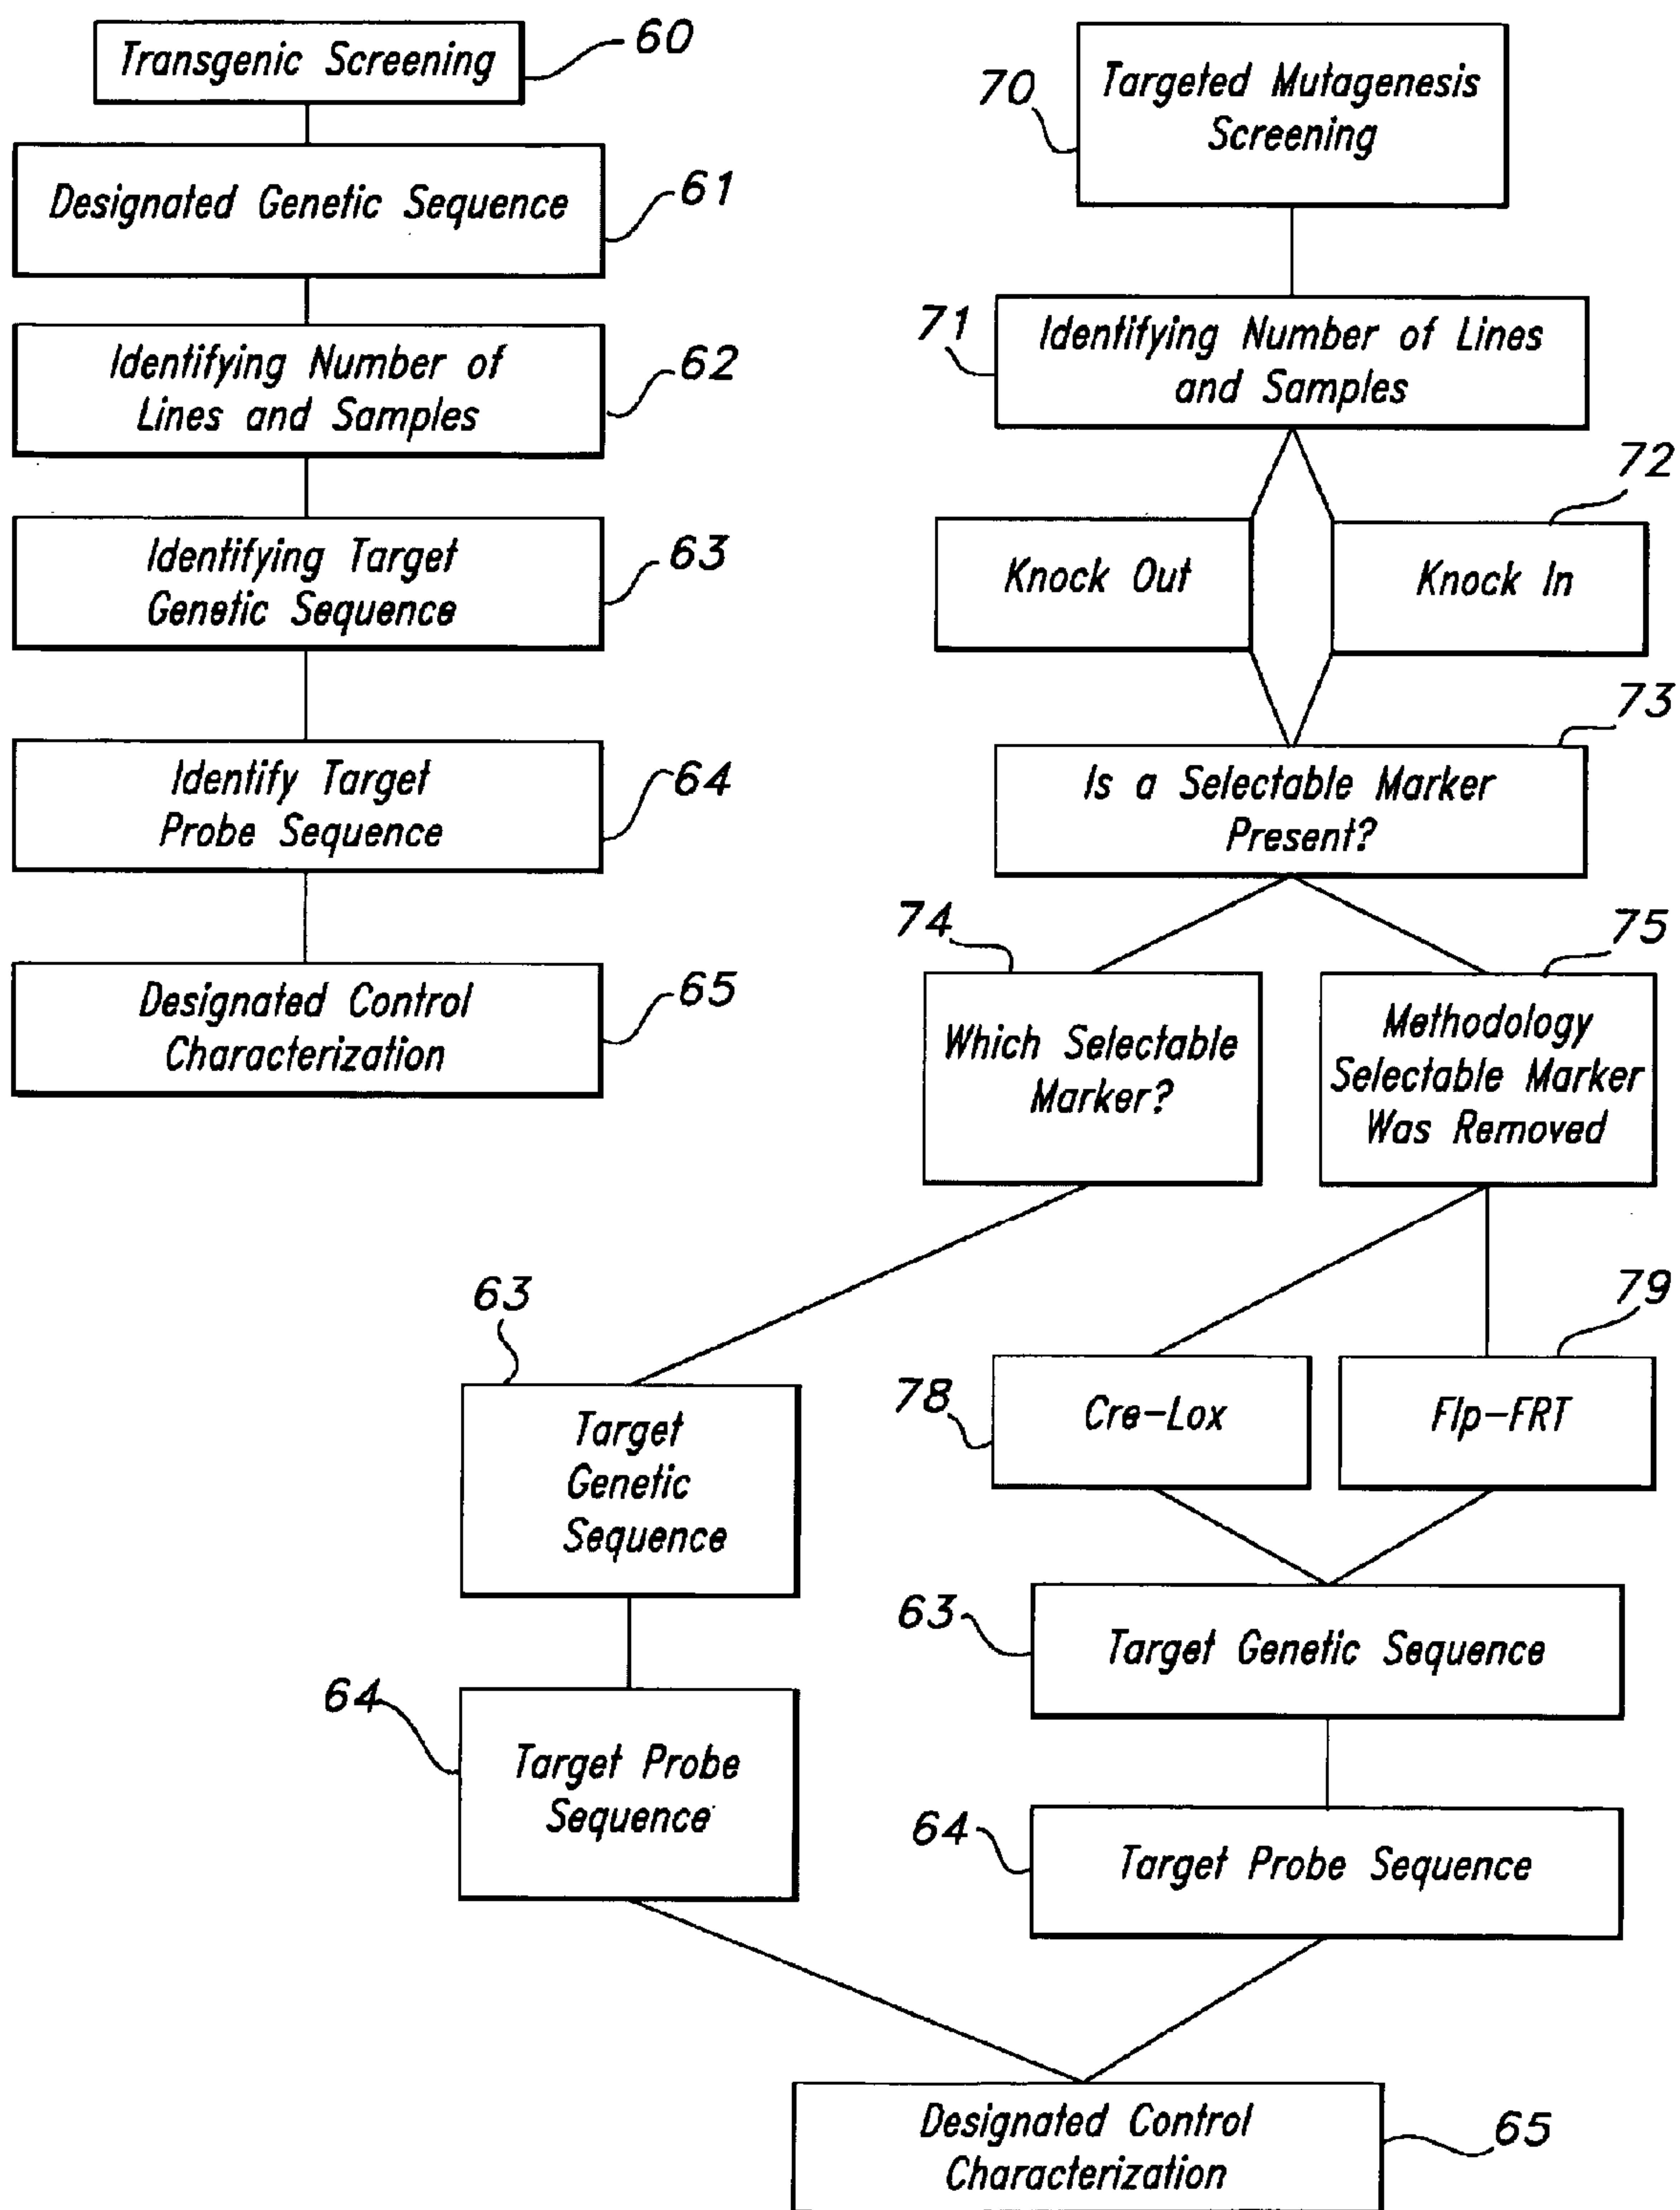 Transgenic Screening
60
Designated Genetic Sequence
61
Identifying Number of
Lines and Samples
62
Identifying Target
Genetic Sequence
63
Identify Target
Probe Sequence
64
Designated Control
Characterization
65
70
Targeted Mutagenesis
Screening
71
Identifying Number of Lines
and Samples
72
Knock Out
Knock In
73
Is a Selectable Marker
Present?
74
Which Selectable
Marker?
75
Methodology
Selectable Marker
Was Removed
63
Target
Genetic
Sequence
64
Target Probe
Sequence
78
Cre-Lox
79
Flp-FRT
63
Target Genetic Sequence
64
Target Probe Sequence
Designated Control
Characterization
65